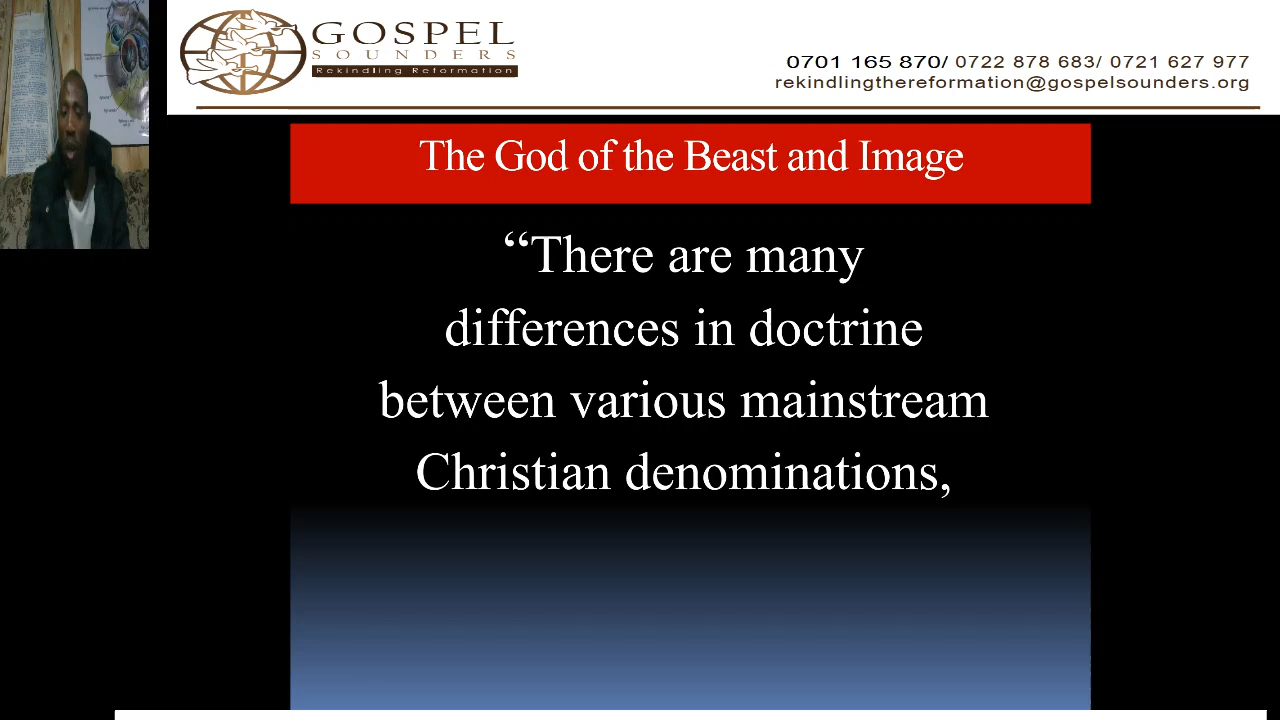 GOSPEL
SOUNDERS
Rekindling Reformation
0701 165 870/ 0722 878 683/ 0721 627 977
rekindlingthereformation@gospelsounders.org
The God of the Beast and Image
“There are many
differences in doctrine
between various mainstream
Christian denominations,